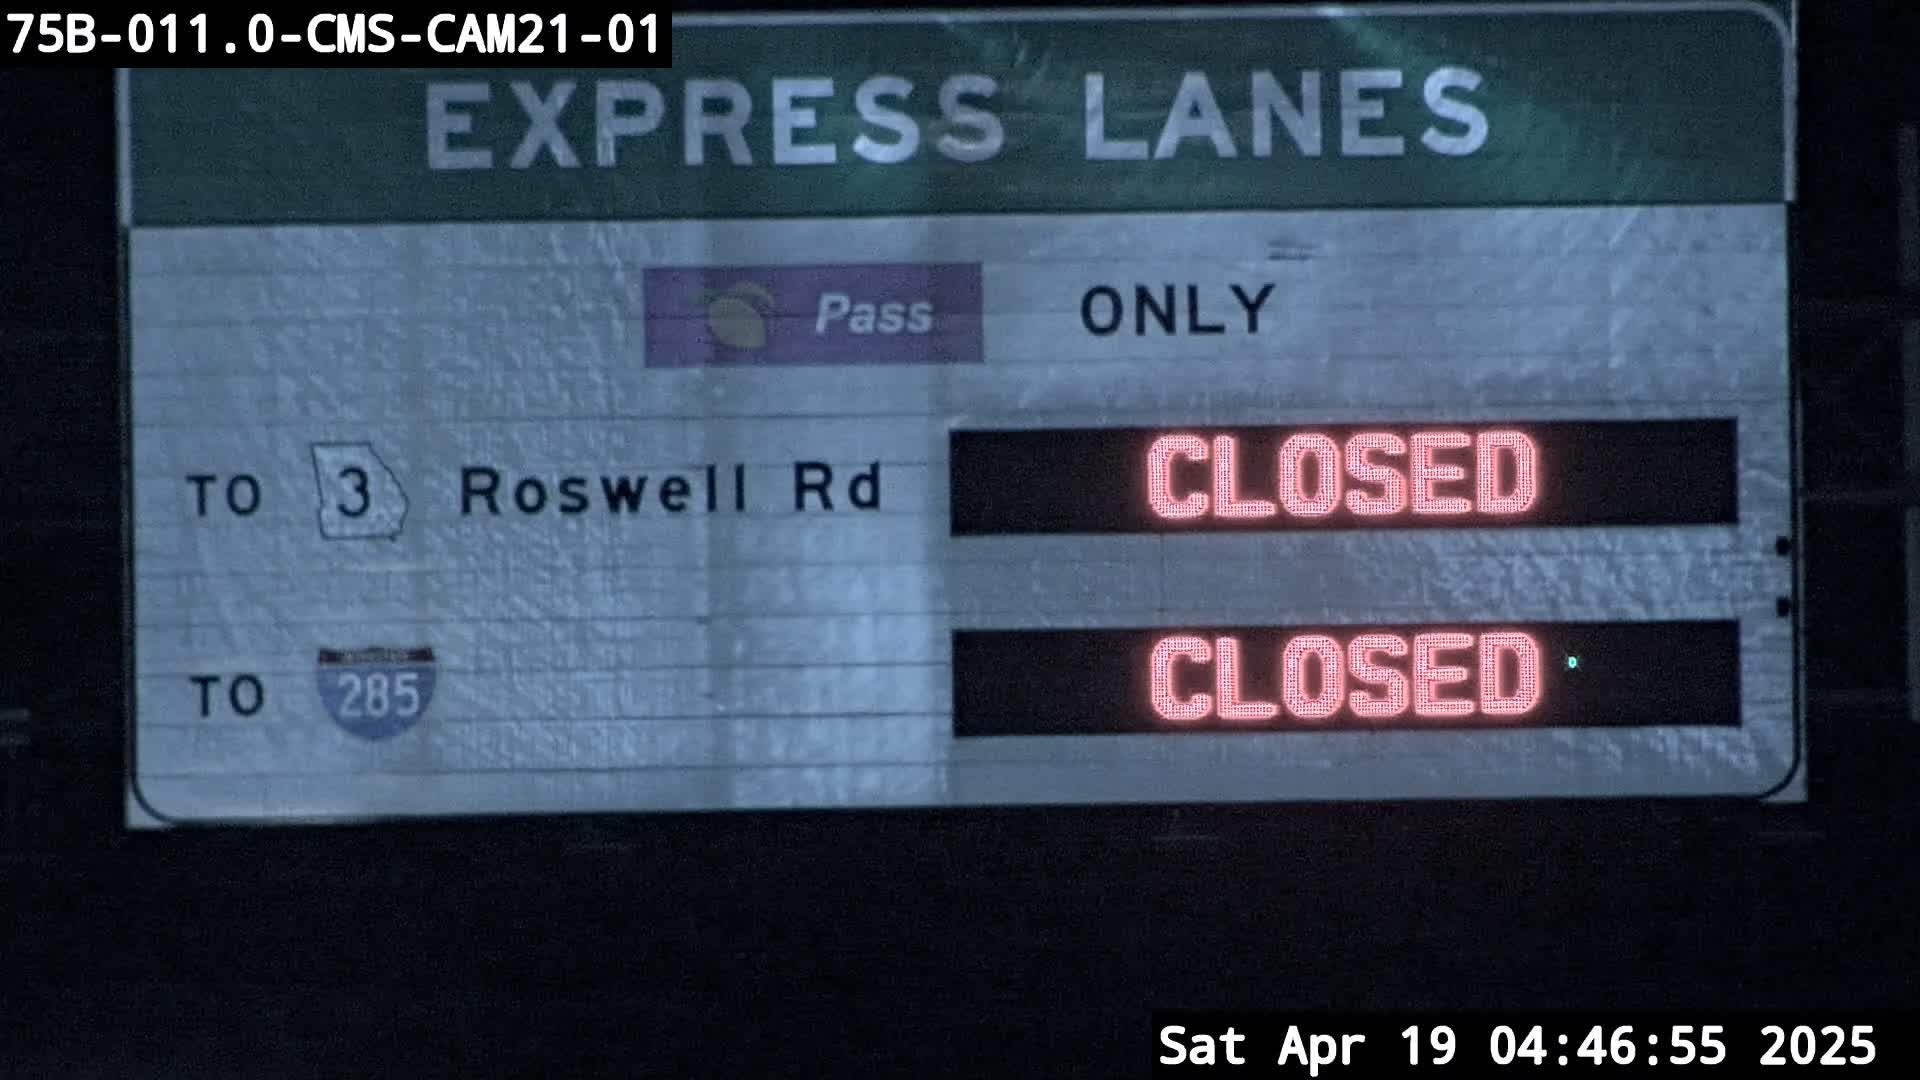 75B-011.0-CMS-CAM21-01
EXPRESS LANES
Pass ONLY
TO 3 Roswell Rd CLOSED
TO 285 CLOSED
Sat Apr 19 04:46:55 2025